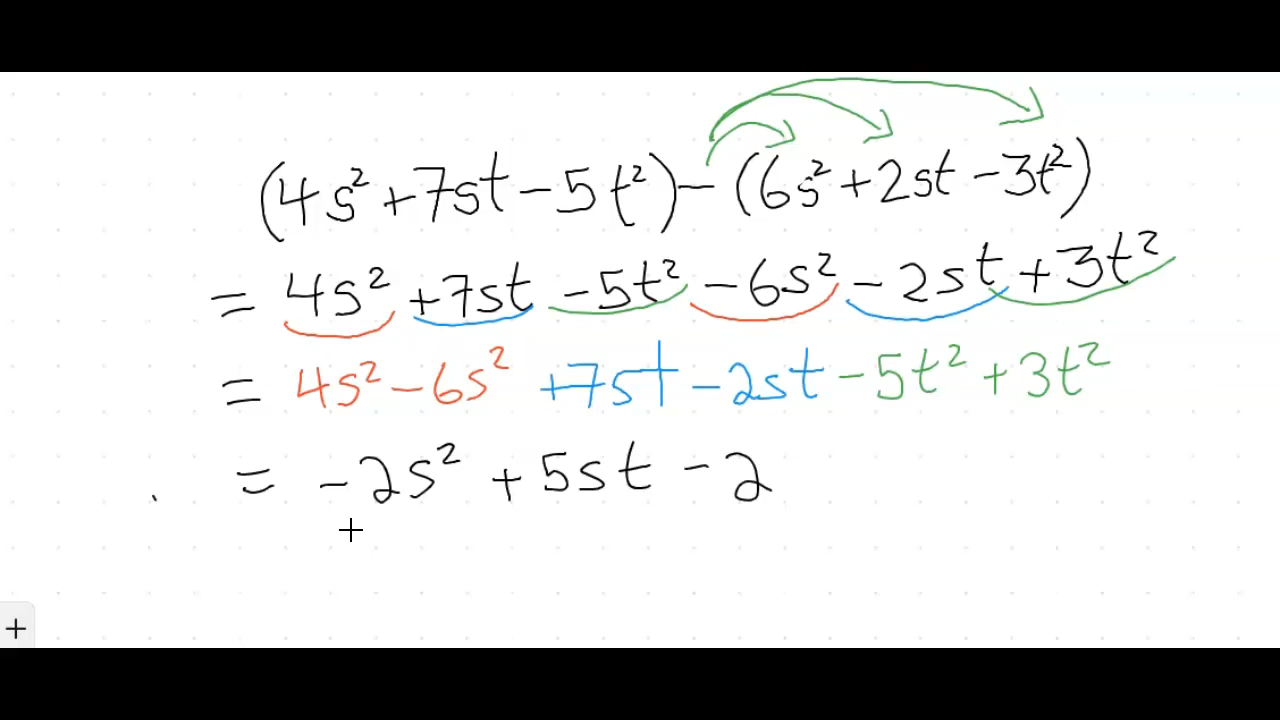 (4s²+7st-5t²)-(6s²+2st-3t²)
= 4s² +7st -5t² -6s² -2st +3t²
= 4s² -6s² +7st -2st -5t² +3t²
= -2s² +5st -2